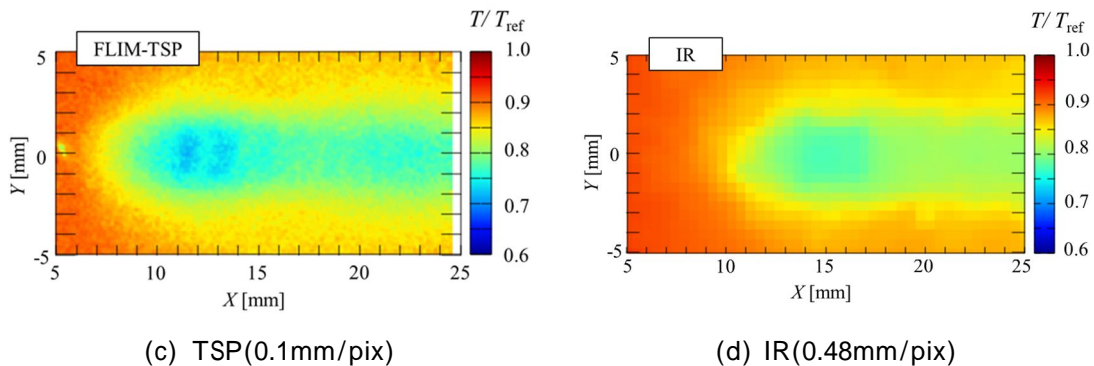 T/ Tref
FLIM-TSP
5
0
-5
Y [mm]
5 10 15 20 25
X [mm]
1.0
0.9
0.8
0.7
0.6
(c) TSP(0.1mm/pix)
T/ Tref
IR
5
0
-5
Y [mm]
5 10 15 20 25
X [mm]
1.0
0.9
0.8
0.7
0.6
(d) IR(0.48mm/pix)